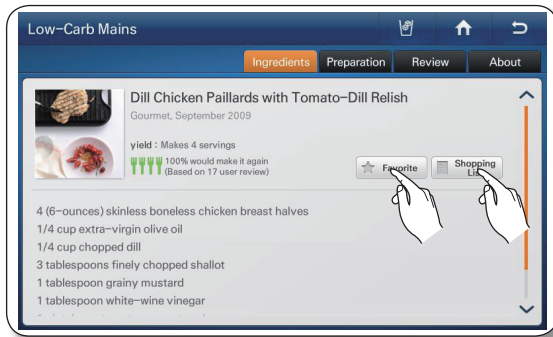 Low-Carb Mains
Ingredients Preparation Review About
Dill Chicken Paillards with Tomato-Dill Relish
Gourmet, September 2009
yield : Makes 4 servings
100% would make it again
(Based on 17 user review)
Favorite
Shopping
List
4 (6-ounces) skinless boneless chicken breast halves
1/4 cup extra-virgin olive oil
1/4 cup chopped dill
3 tablespoons finely chopped shallot
1 tablespoon grainy mustard
1 tablespoon white-wine vinegar